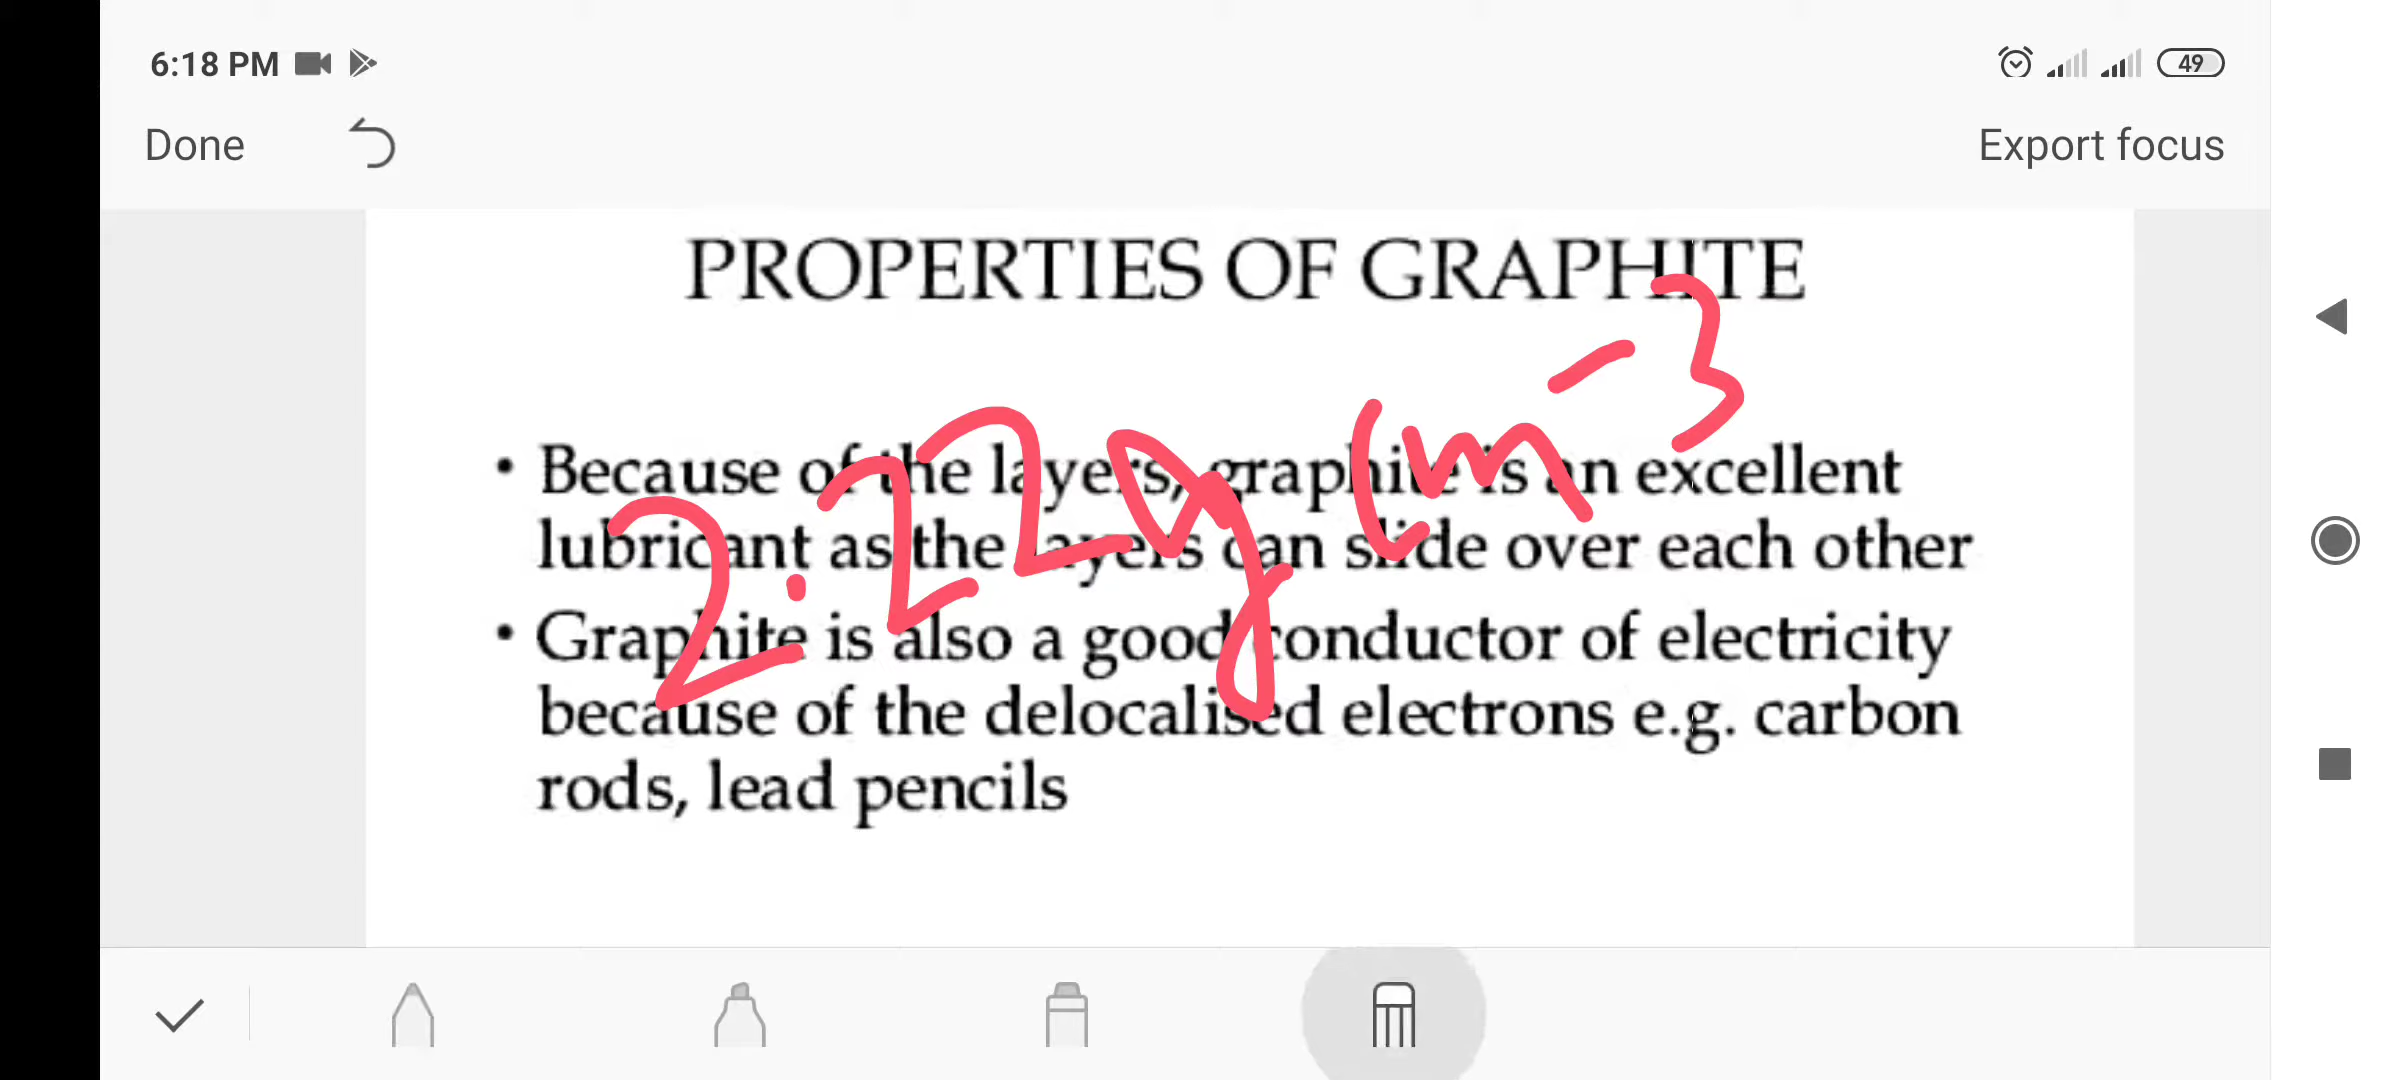 6:18 PM
49
Done
Export focus
PROPERTIES OF GRAPHITE
• Because of the layers, graphite is an excellent
lubricant as the layers can slide over each other
• Graphite is also a good conductor of electricity
because of the delocalised electrons e.g. carbon
rods, lead pencils
2.22g cm-3